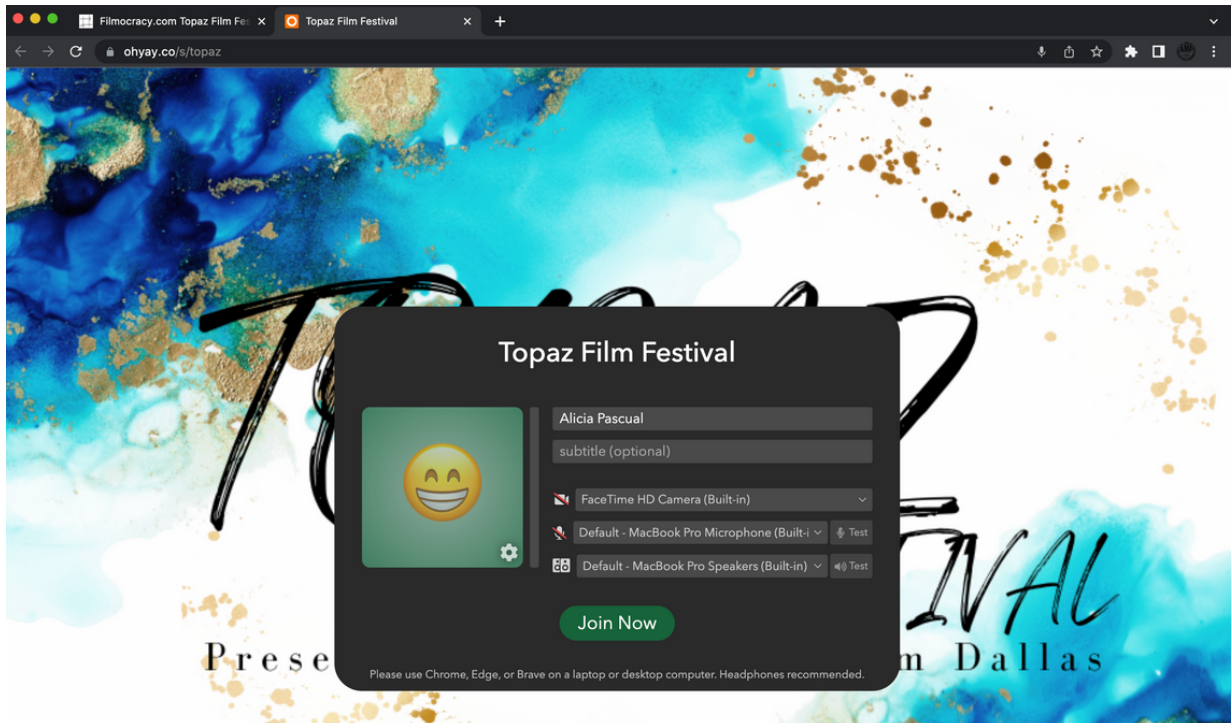 Filmocracy.com Topaz Film Fes
Topaz Film Festival
ohyay.co/s/topaz
Topaz Film Festival
Alicia Pascual
subtitle (optional)
FaceTime HD Camera (Built-in)
Default - MacBook Pro Microphone (Built-i
Test
Default - MacBook Pro Speakers (Built-in)
Test
Join Now
Prese
Dallas
Please use Chrome, Edge, or Brave on a laptop or desktop computer. Headphones recommended.